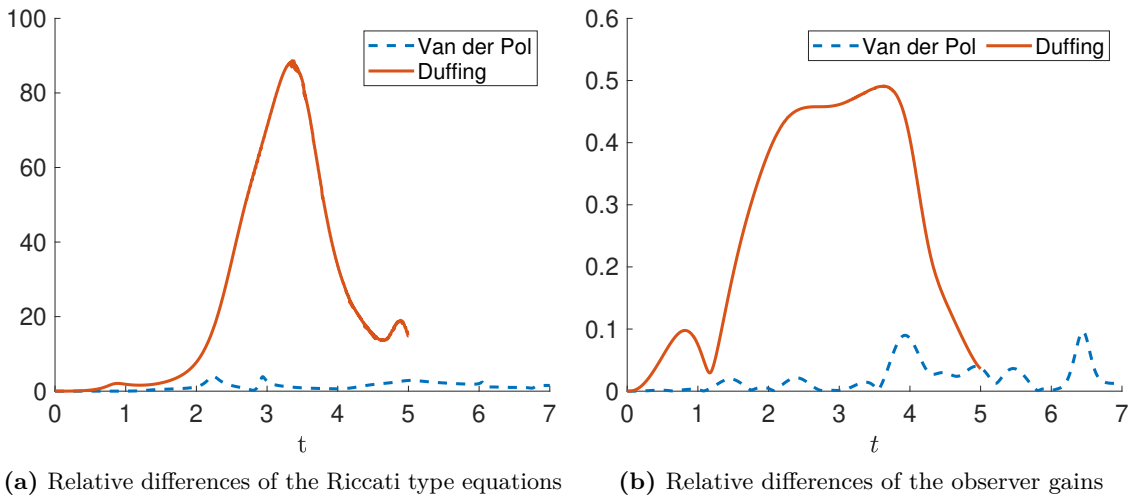 100
80
60
40
20
0
0 1 2 3 4 5 6 7
t
Van der Pol
Duffing
(a) Relative differences of the Riccati type equations
0.6
0.5
0.4
0.3
0.2
0.1
0
0 1 2 3 4 5 6 7
t
Van der Pol Duffing
(b) Relative differences of the observer gains